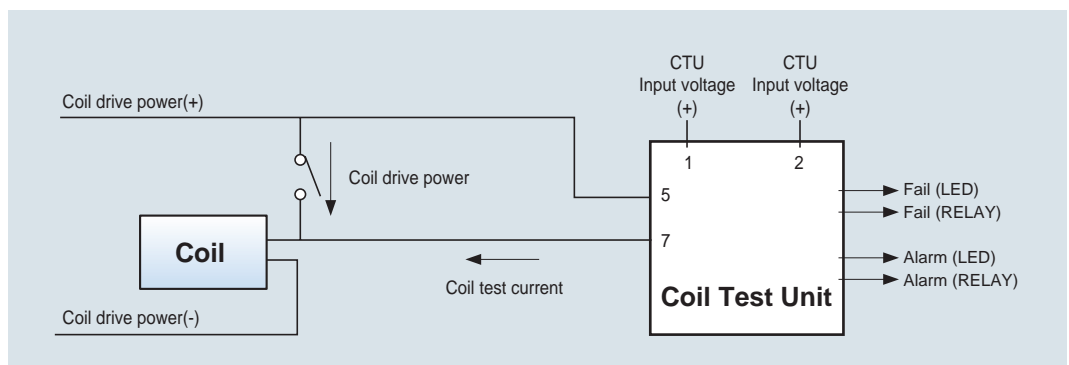 CTU
Input voltage
(+)
CTU
Input voltage
(+)
Coil drive power(+)
1
2
Coil drive power
5
Fail (LED)
Fail (RELAY)
7
Coil
Alarm (LED)
Alarm (RELAY)
Coil test current
Coil Test Unit
Coil drive power(-)